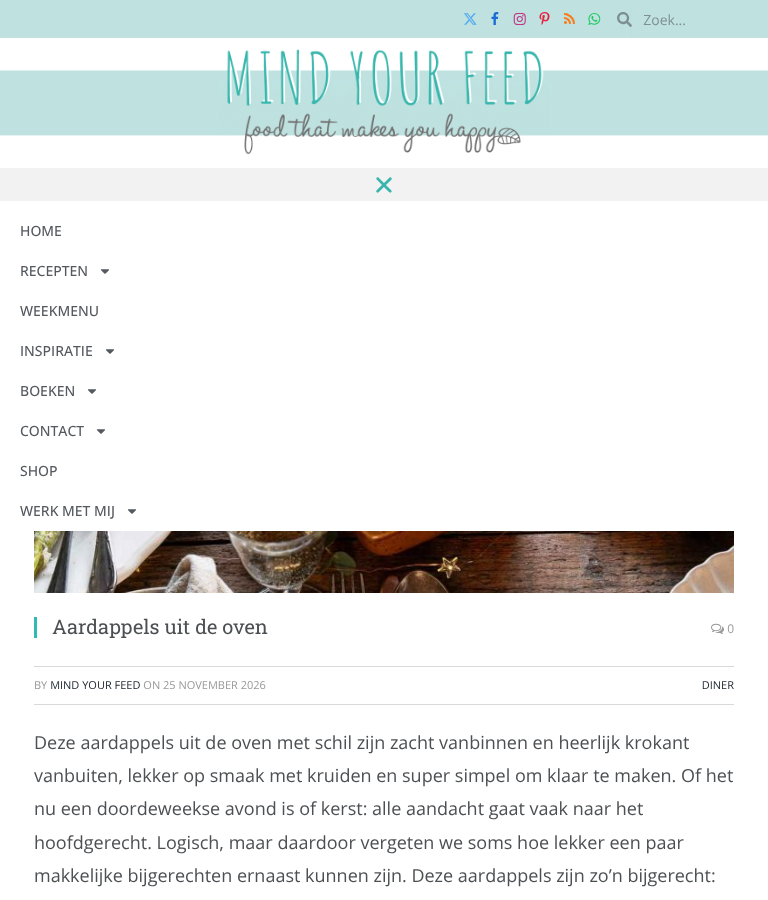 Zoek...
MIND YOUR FEED
food that makes you happy
HOME
RECEPTEN
WEEKMENU
INSPIRATIE
BOEKEN
CONTACT
SHOP
WERK MET MIJ
Aardappels uit de oven
0
BY MIND YOUR FEED ON 25 NOVEMBER 2026
DINER
Deze aardappels uit de oven met schil zijn zacht vanbinnen en heerlijk krokant
vanbuiten, lekker op smaak met kruiden en super simpel om klaar te maken. Of het
nu een doordeweekse avond is of kerst: alle aandacht gaat vaak naar het
hoofdgerecht. Logisch, maar daardoor vergeten we soms hoe lekker een paar
makkelijke bijgerechten ernaast kunnen zijn. Deze aardappels zijn zo’n bijgerecht: